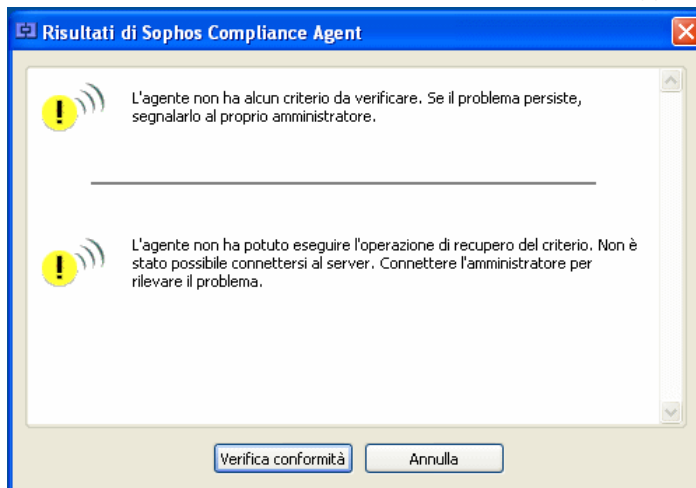 Risultati di Sophos Compliance Agent
L'agente non ha alcun criterio da verificare. Se il problema persiste,
segnalarlo al proprio amministratore.
L'agente non ha potuto eseguire l'operazione di recupero del criterio. Non è
stato possibile connettersi al server. Connettere l'amministratore per
rilevare il problema.
Verifica conformità
Annulla